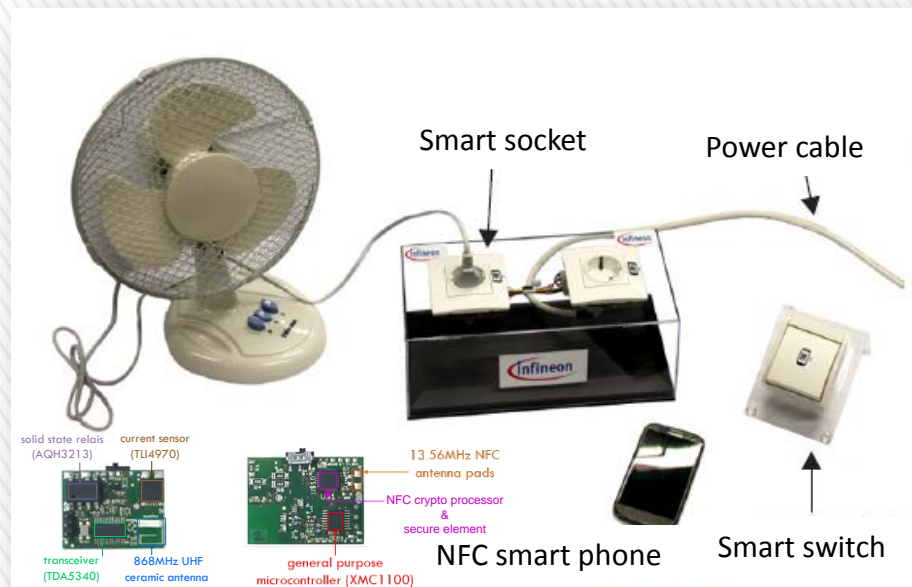 Smart socket
Power cable
infineon
infineon
infineon
solid state relais
(AQH3213)
current sensor
(TLI4970)
13.56MHz NFC
antenna pads
NFC crypto processor
&
secure element
transceiver
(TDA5340)
868MHz UHF
ceramic antenna
general purpose
microcontroller (XMC1100)
NFC smart phone
Smart switch